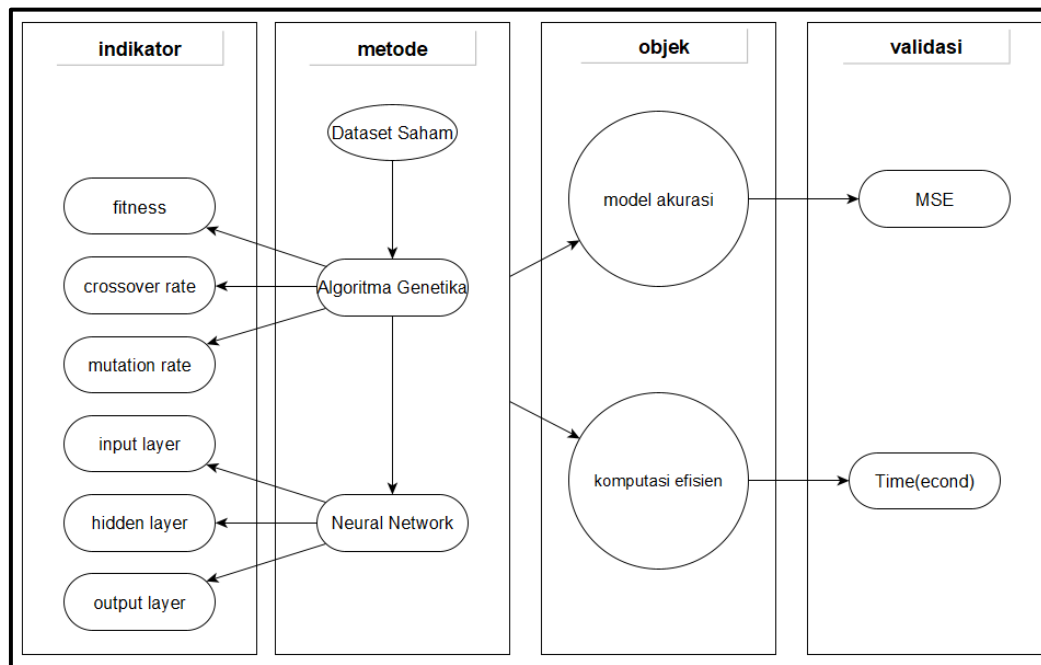 indikator
fitness
crossover rate
mutation rate
input layer
hidden layer
output layer
metode
Dataset Saham
Algoritma Genetika
Neural Network
objek
model akurasi
komputasi efisien
validasi
MSE
Time(econd)